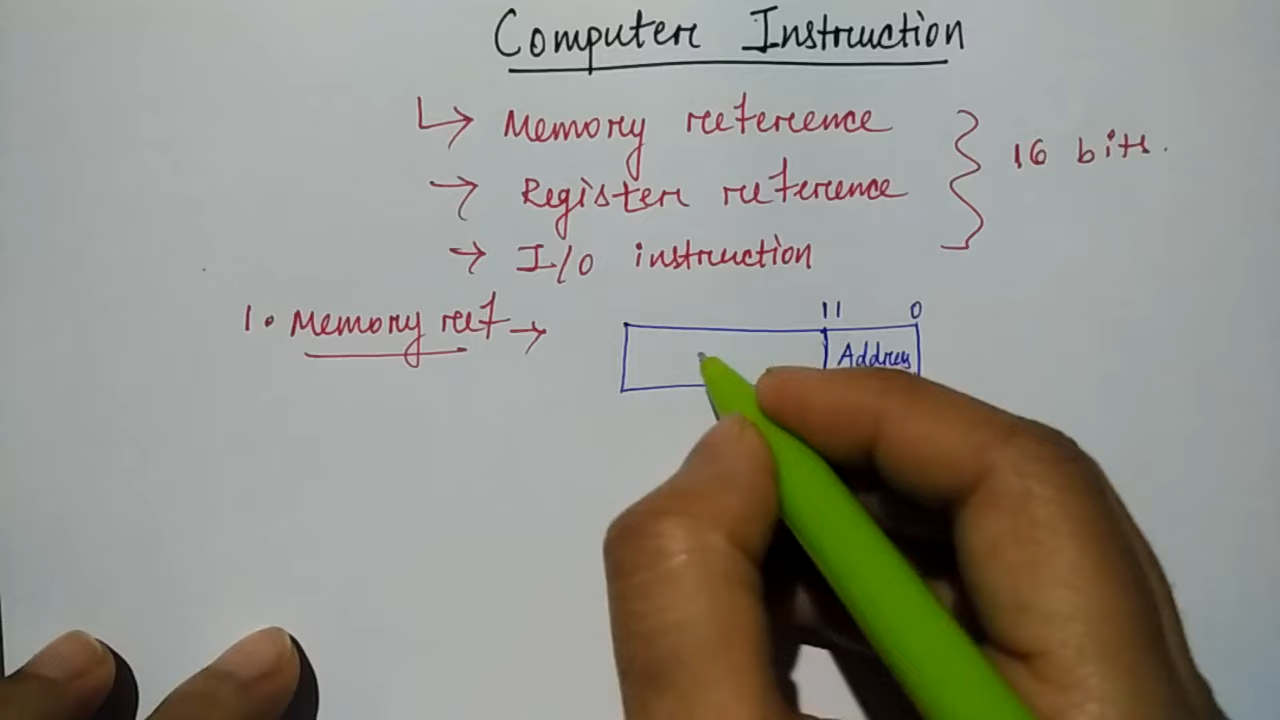 Computer Instruction
↳ Memory reference
→ Register reference
→ I/O instruction
} 16 bits.
1. Memory ref →
11 0
Address